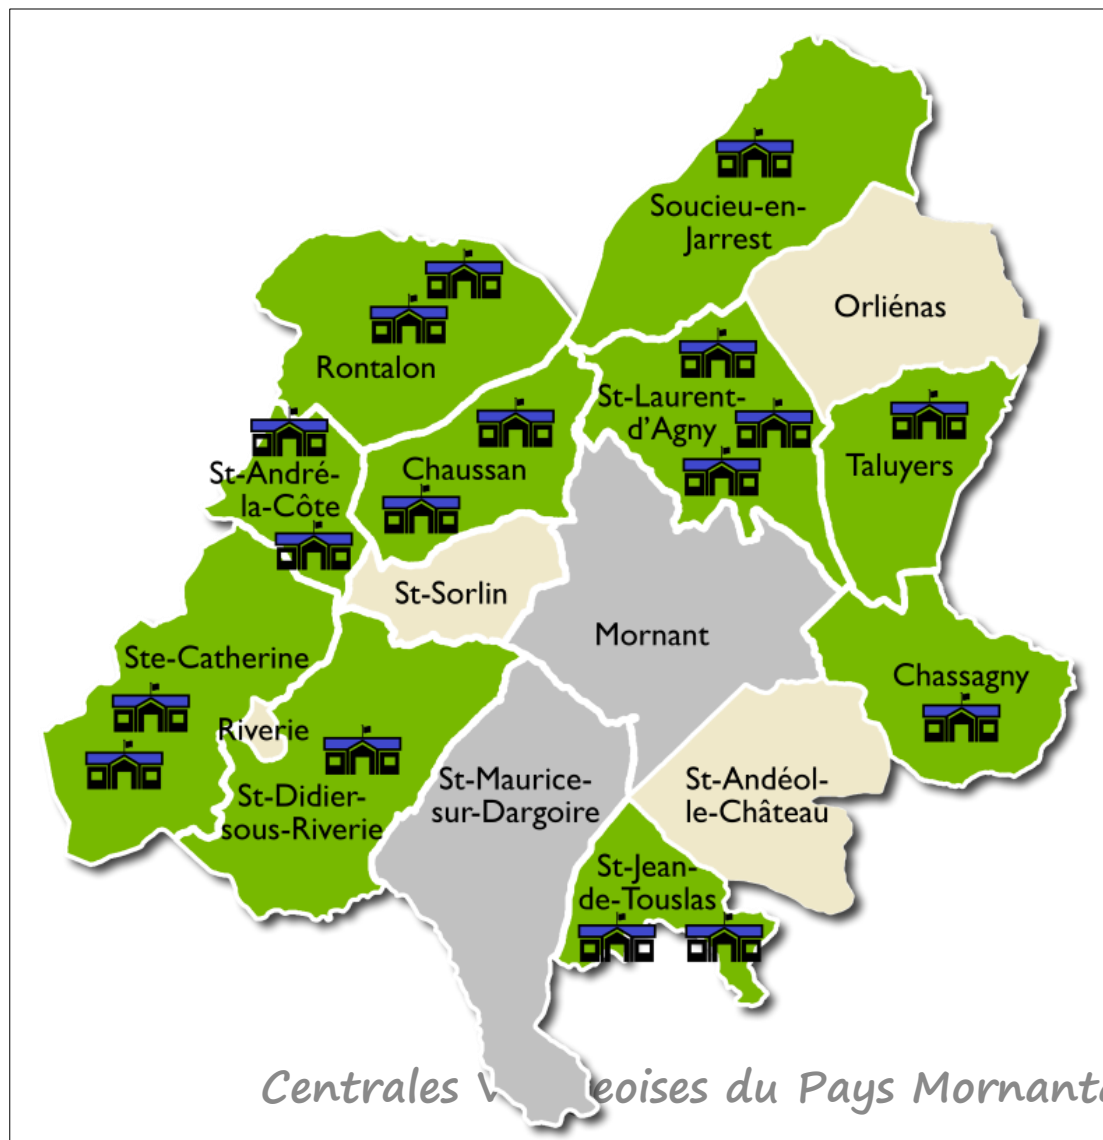 Soucieu-en-
Jarrest
Orliénas
Rontalon
St-Laurent-
d'Agny
Chaussan
Taluyers
St-André-
la-Côte
St-Sorlin
Mornant
Ste-Catherine
Chassagny
Riverie
St-Maurice-
sur-Dargoire
St-Andéol-
le-Château
St-Didier-
sous-Riverie
St-Jean-
de-Touslas
Centrales du Pays